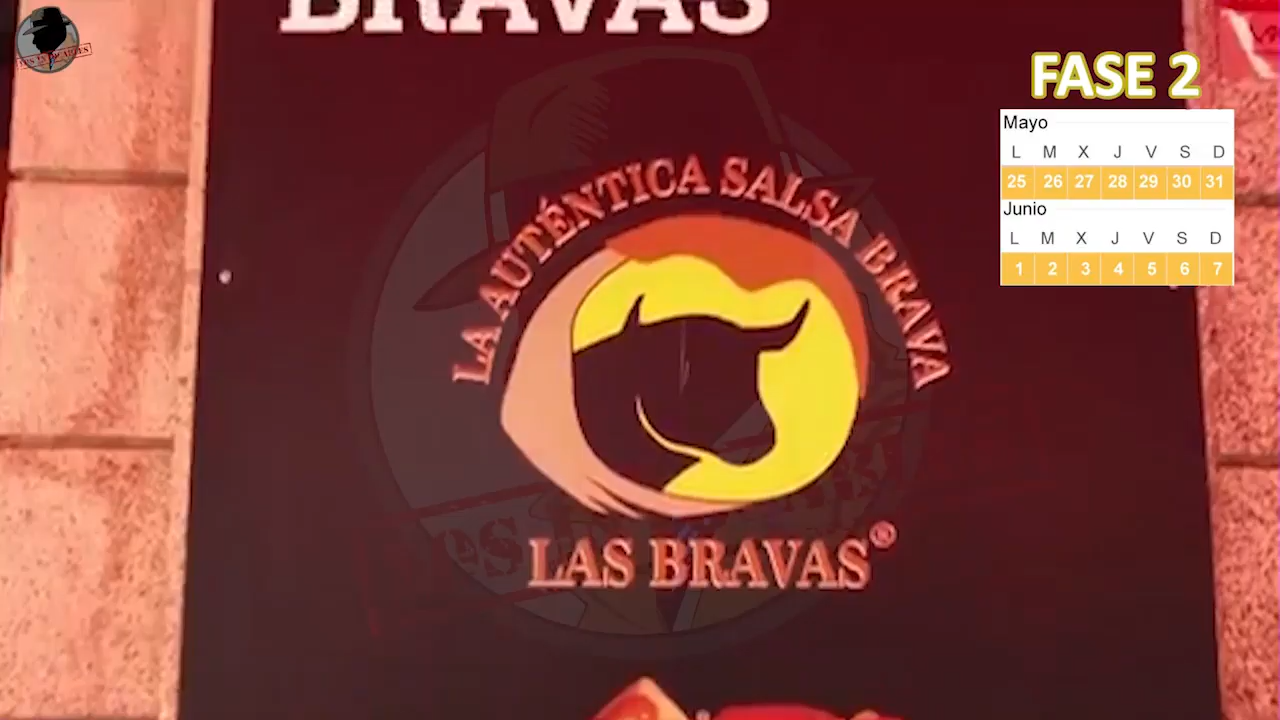 BRAVAS
FASE 2
Mayo
L M X J V S D
25 26 27 28 29 30 31
Junio
L M X J V S D
1 2 3 4 5 6 7
LA AUTÉNTICA SALSA BRAVA
LAS BRAVAS®